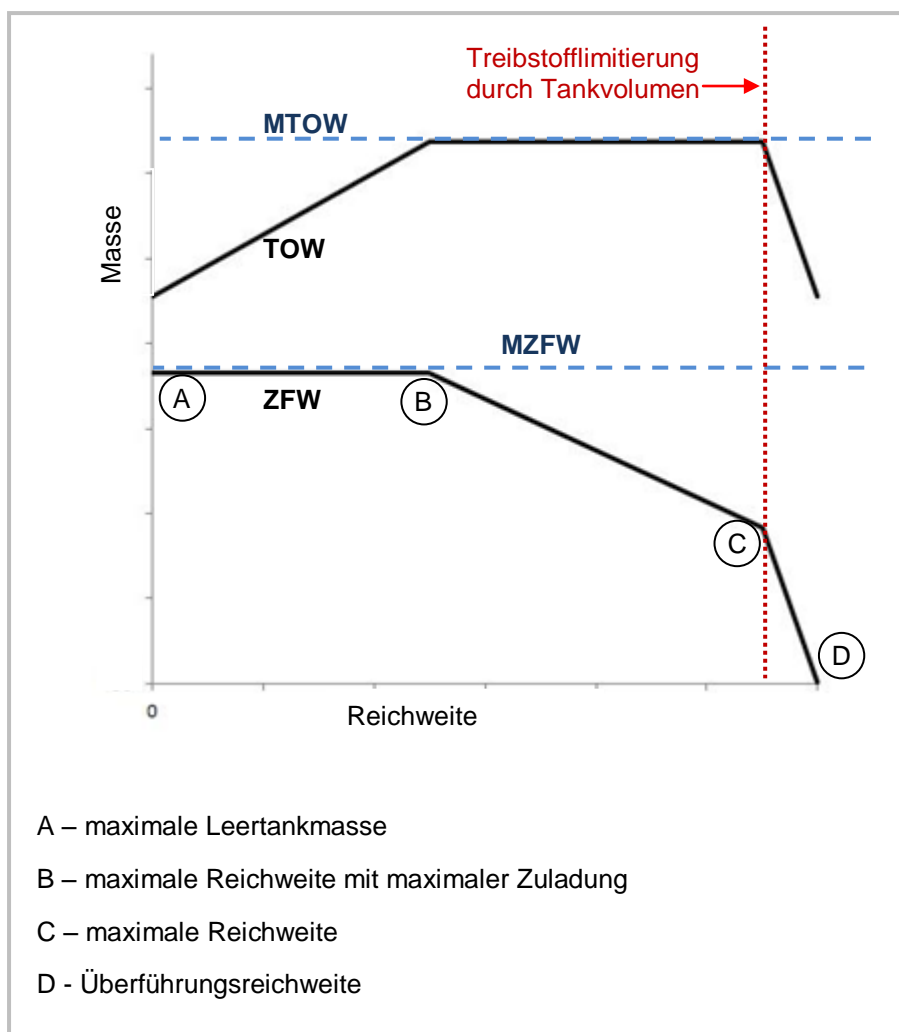 Treibstofflimitierung
durch Tankvolumen
MTOW
Masse
TOW
MZFW
A
ZFW
B
C
D
0
Reichweite
A – maximale Leertankmasse
B – maximale Reichweite mit maximaler Zuladung
C – maximale Reichweite
D - Überführungsreichweite